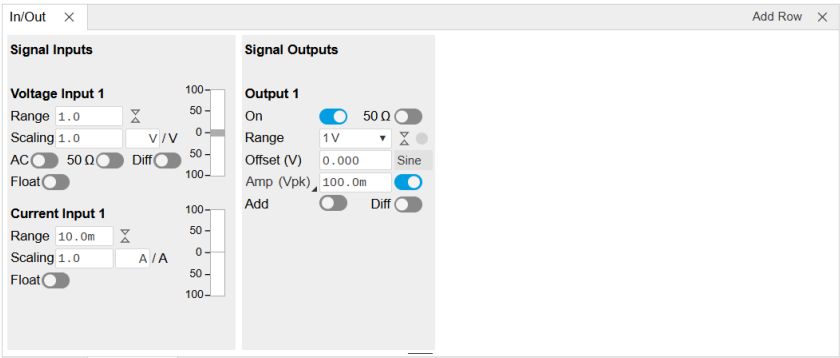 In/Out × Add Row ×
Signal Inputs
Voltage Input 1
Range 1.0
Scaling 1.0 V / V
AC 50 Ω Diff
Float
100
50
0
50
100
Current Input 1
Range 10.0m
Scaling 1.0 A / A
Float
100
50
0
50
100
Signal Outputs
Output 1
On 50 Ω
Range 1 V
Offset (V) 0.000 Sine
Amp (Vpk) 100.0m
Add Diff